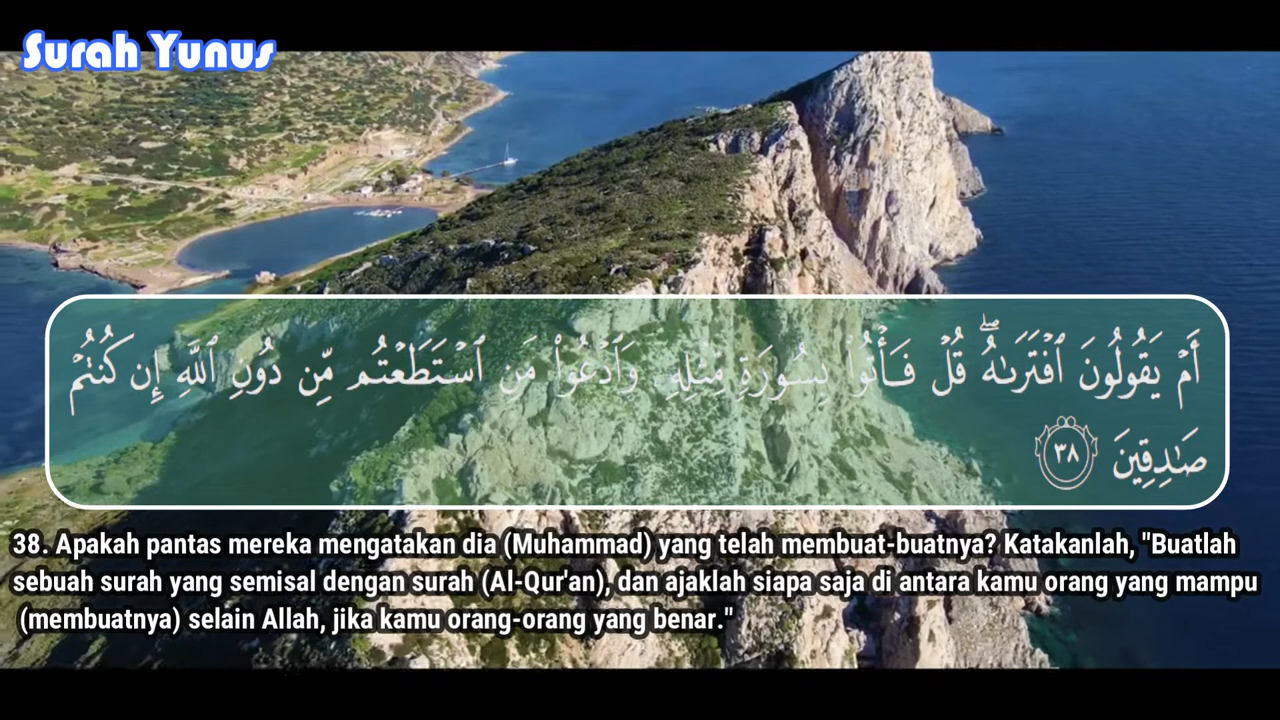 Surah Yunus
أَمْ يَقُولُونَ ٱفْتَرَىٰهُ ۖ قُلْ فَأْتُوا۟ بِسُورَةٍ مِّثْلِهِۦ وَٱدْعُوا۟ مَنِ ٱسْتَطَعْتُم مِّن دُونِ ٱللَّهِ إِن كُنتُمْ
صَٰدِقِينَ ٣٨
38. Apakah pantas mereka mengatakan dia (Muhammad) yang telah membuat-buatnya? Katakanlah, "Buatlah
sebuah surah yang semisal dengan surah (Al-Qur'an), dan ajaklah siapa saja di antara kamu orang yang mampu
(membuatnya) selain Allah, jika kamu orang-orang yang benar."